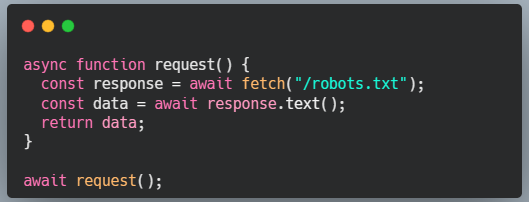 async function request() {
  const response = await fetch("/robots.txt");
  const data = await response.text();
  return data;
}

await request();